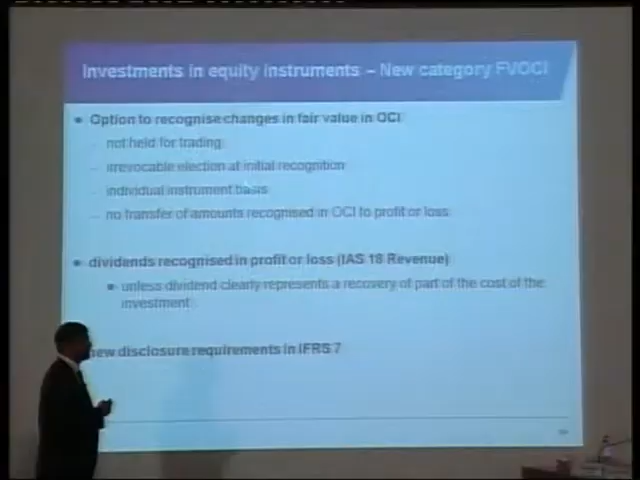 Investments in equity instruments – New category FVOCI
• Option to recognise changes in fair value in OCI
– not held for trading
– irrevocable election at initial recognition
– individual instrument basis
– no transfer of amounts recognised in OCI to profit or loss
• dividends recognised in profit or loss (IAS 18 Revenue)
• unless dividend clearly represents a recovery of part of the cost of the
investment
new disclosure requirements in IFRS 7